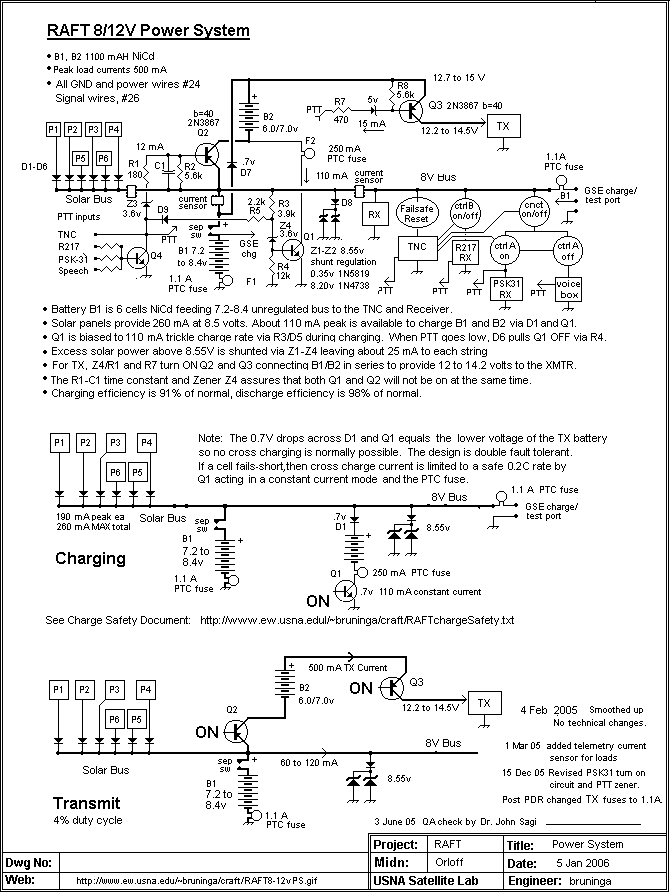 RAFT 8/12V Power System
• B1, B2 1100 mAH NiCd
• Peak load currents 500 mA
• All GND and power wires #24
Signal wires, #26
b=40
2N3867
Q2
B2
6.0/7.0v
R8
5.6k
12.7 to 15 V
Q3 2N3867 b=40
5v
R7
470
PTT
15 mA
12.2 to 14.5V
TX
P1
P2
P3
P4
P5
P6
D1-D6
12 mA
R1
180
C1
R2
5.6k
.7v
D7
F2
250 mA
PTC fuse
110 mA
current
sensor
8V Bus
1.1A
PTC fuse
B1
GSE charge/
test port
Solar Bus
Z3
3.6v
D9
current
sensor
2.2k
R5
R3
3.9k
Z4
3.6v
D8
RX
Failsafe
Reset
ctrlB
on/off
cnct
on/off
PTT inputs
TNC
R217
PSK-31
Speech
PTT
Q4
sep
sw
B1 7.2
to 8.4v
GSE
chg
Q1
R4
12k
1.1 A
PTC fuse
F1
Z1-Z2 8.55v
shunt regulation
0.35v 1N5819
8.20v 1N4738
TNC
PTT
R217
RX
PTT
ctrlA
on
ctrlA
off
PSK31
RX
PTT
voice
box
PTT
• Battery B1 is 6 cells NiCd feeding 7.2-8.4 unregulated bus to the TNC and Receiver.
• Solar panels provide 260 mA at 8.5 volts. About 110 mA peak is available to charge B1 and B2 via D1 and Q1.
• Q1 is biased to 110 mA trickle charge rate via R3/D5 during charging. When PTT goes low, D6 pulls Q1 OFF via R4.
• Excess solar power above 8.55V is shunted via Z1-Z4 leaving about 25 mA to each string
• For TX, Z4/R1 and R7 turn ON Q2 and Q3 connecting B1/B2 in series to provide 12 to 14.2 volts to the XMTR.
• The R1-C1 time constant and Zener Z4 assures that both Q1 and Q2 will not be on at the same time.
• Charging efficiency is 91% of normal, discharge efficiency is 98% of normal.
P1
P2
P3
P4
P6
P5
Note: The 0.7V drops across D1 and Q1 equals the lower voltage of the TX battery
so no cross charging is normally possible. The design is double fault tolerant.
If a cell fails-short,then cross charge current is limited to a safe 0.2C rate by
Q1 acting in a constant current mode and the PTC fuse.
8V Bus
1.1 A PTC fuse
GSE charge/
test port
190 mA peak ea
260 mA MAX total
Solar Bus
sep
sw
B1
7.2 to
8.4v
1.1 A
PTC fuse
.7v
D1
8.55v
Charging
Q1
250 mA PTC fuse
ON
.7v 110 mA constant current
See Charge Safety Document: http://www.ew.usna.edul/~bruninga/craft/RAFTchargeSafety.txt
P1
P2
P3
P4
P6
P5
500 mA TX Current
B2
6.0/7.0v
ON
Q3
12.2 to 14.5V
TX
Q2
ON
4 Feb 2005 Smoothed up
No technical changes.
Solar Bus
sep
sw
60 to 120 mA
8V Bus
B1
7.2 to
8.4v
8.55v
1.1 A
PTC fuse
1 Mar 05 added telemetry current
sensor for loads
15 Dec 05 Revised PSK31 turn on
circuit and PTT zener.
Post PDR changed TX fuses to 1.1A.
Transmit
4% duty cycle
3 June 05 QA check by Dr. John Sagi
Project: RAFT
Title: Power System
Dwg No:
Midn: Orloff
Date: 5 Jan 2006
Web: http://www.ew.usna.edu/~bruninga/craft/RAFT8-12vPS.gif
USNA Satellite Lab
Engineer: bruninga